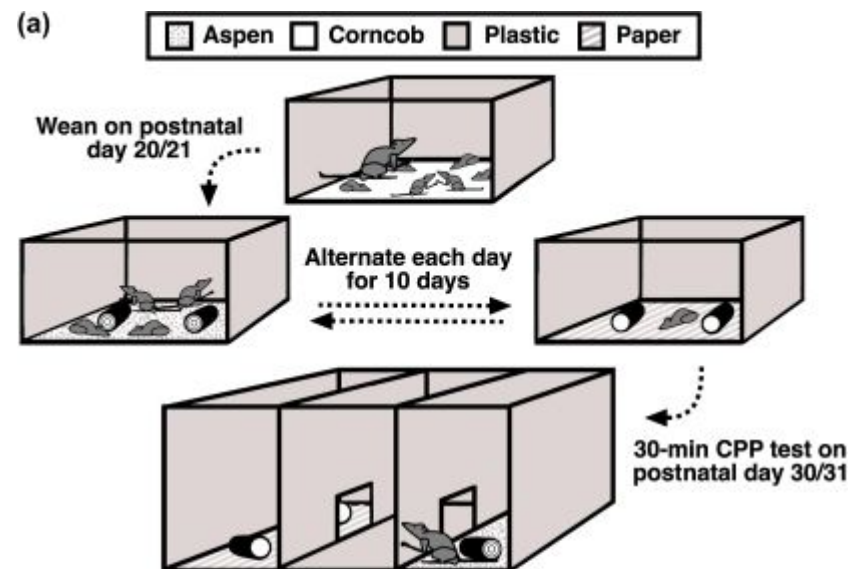 (a)
Aspen Corncob Plastic Paper
Wean on postnatal
day 20/21
Alternate each day
for 10 days
30-min CPP test on
postnatal day 30/31